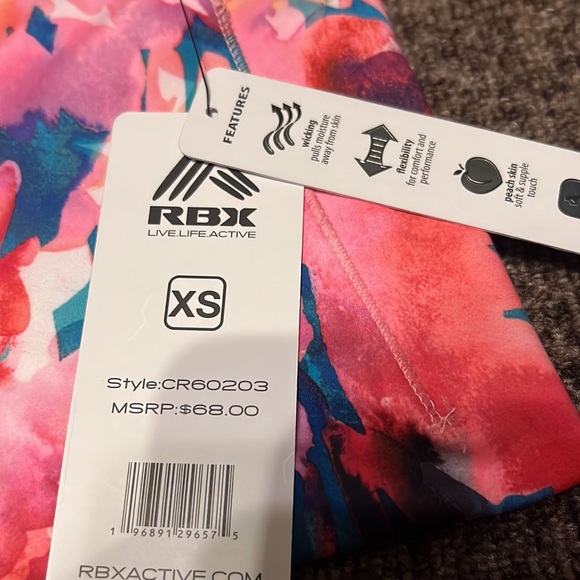 FEATURES
wicking
pulls moisture
away from skin
flexibility
for comfort and
performance
peach skin
soft & supple
touch
RBX
LIVE.LIFE.ACTIVE
XS
Style:CR60203
MSRP:$68.00
1 96891 29657 5
RBXACTIVE.COM